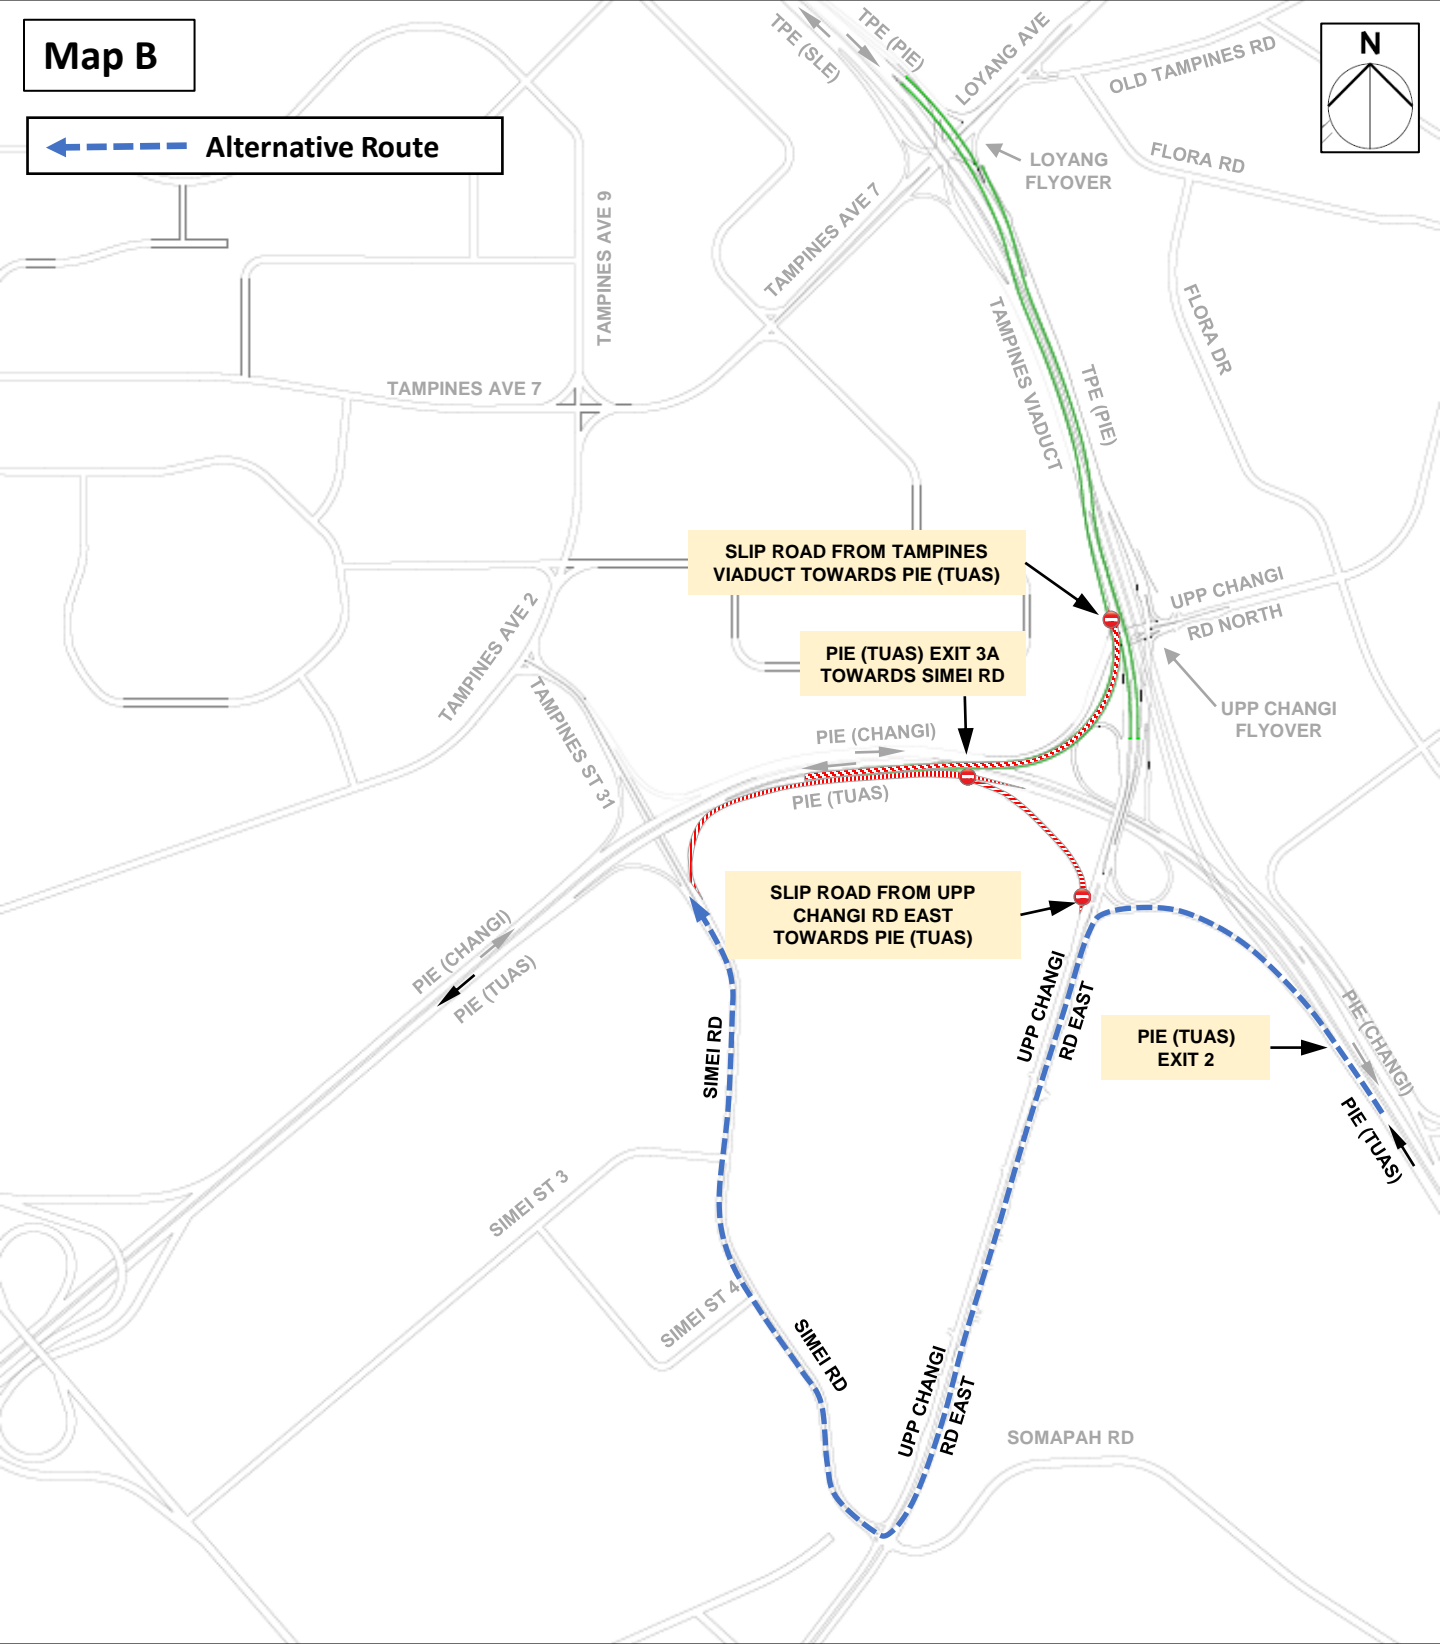 Map B
Alternative Route
N
TPE (SLE)
TPE (PIE)
LOYANG AVE
OLD TAMPINES RD
LOYANG
FLYOVER
FLORA RD
TAMPINES AVE 9
TAMPINES AVE 7
FLORA DR
TAMPINES VIADUCT
TPE (PIE)
TAMPINES AVE 7
SLIP ROAD FROM TAMPINES
VIADUCT TOWARDS PIE (TUAS)
UPP CHANGI
RD NORTH
TAMPINES AVE 2
PIE (TUAS) EXIT 3A
TOWARDS SIMEI RD
TAMPINES ST 31
UPP CHANGI
FLYOVER
PIE (CHANGI)
PIE (TUAS)
SLIP ROAD FROM UPP
CHANGI RD EAST
TOWARDS PIE (TUAS)
PIE (CHANGI)
PIE (TUAS)
UPP CHANGI
RD EAST
SIMEI RD
PIE (TUAS)
EXIT 2
PIE (CHANGI)
PIE (TUAS)
SIMEI ST 3
SIMEI ST 4
SIMEI RD
UPP CHANGI
RD EAST
SOMAPAH RD